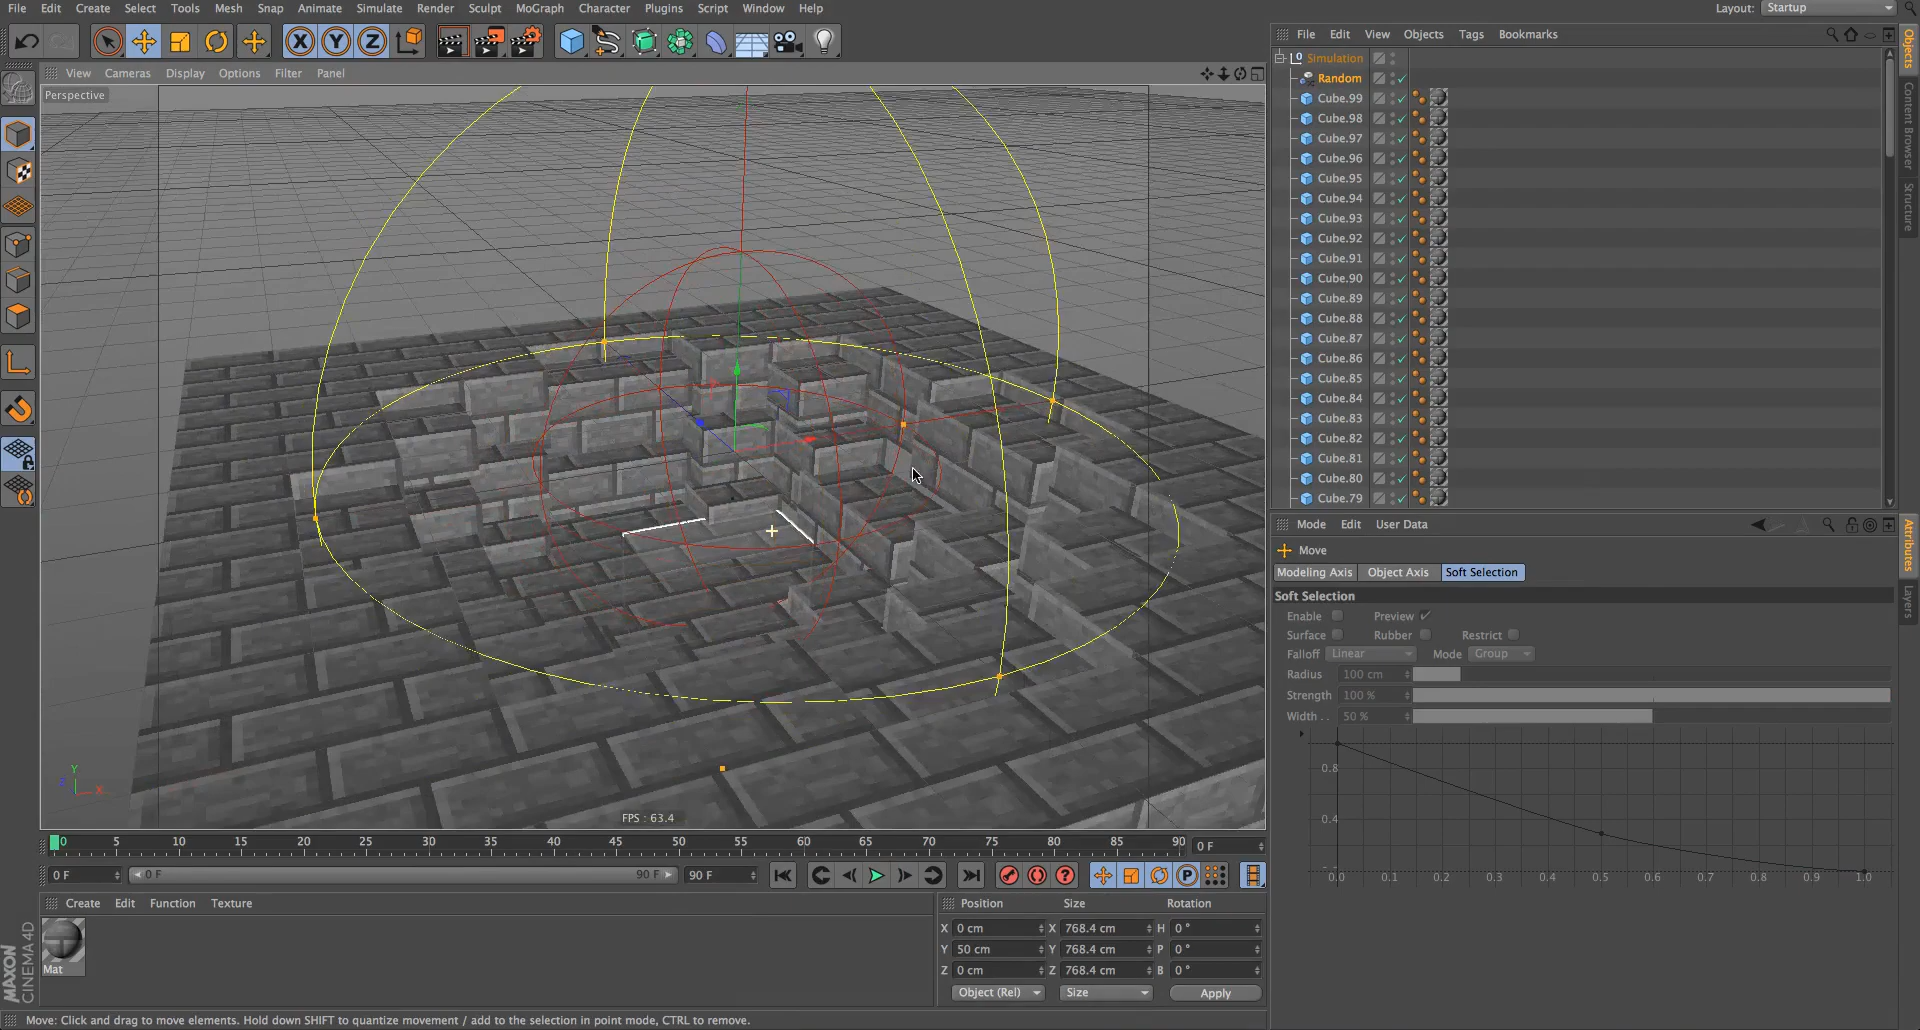 File Edit Create Select Tools Mesh Snap Animate Simulate Render Sculpt MoGraph Character Plugins Script Window Help
Layout: Startup
View Cameras Display Options Filter Panel
Perspective
FPS : 63.4
Y
Z
X
0 5 10 15 20 25 30 35 40 45 50 55 60 65 70 75 80 85 90 0 F
0 F 0 F 90 F 90 F
Create Edit Function Texture
Mat
MAXON
CINEMA 4D
Position Size Rotation
X 0 cm X 768.4 cm H 0 °
Y 50 cm Y 768.4 cm P 0 °
Z 0 cm Z 768.4 cm B 0 °
Object (Rel) Size Apply
Move: Click and drag to move elements. Hold down SHIFT to quantize movement / add to the selection in point mode, CTRL to remove.
File Edit View Objects Tags Bookmarks
Simulation
Random
Cube.99
Cube.98
Cube.97
Cube.96
Cube.95
Cube.94
Cube.93
Cube.92
Cube.91
Cube.90
Cube.89
Cube.88
Cube.87
Cube.86
Cube.85
Cube.84
Cube.83
Cube.82
Cube.81
Cube.80
Cube.79
Objects
Content Browser
Structure
Mode Edit User Data
Move
Modeling Axis Object Axis Soft Selection
Soft Selection
Enable Preview
Surface Rubber Restrict
Falloff Linear Mode Group
Radius 100 cm
Strength 100 %
Width . . 50 %
0.8
0.4
0.0 0.1 0.2 0.3 0.4 0.5 0.6 0.7 0.8 0.9 1.0
Attributes
Layers